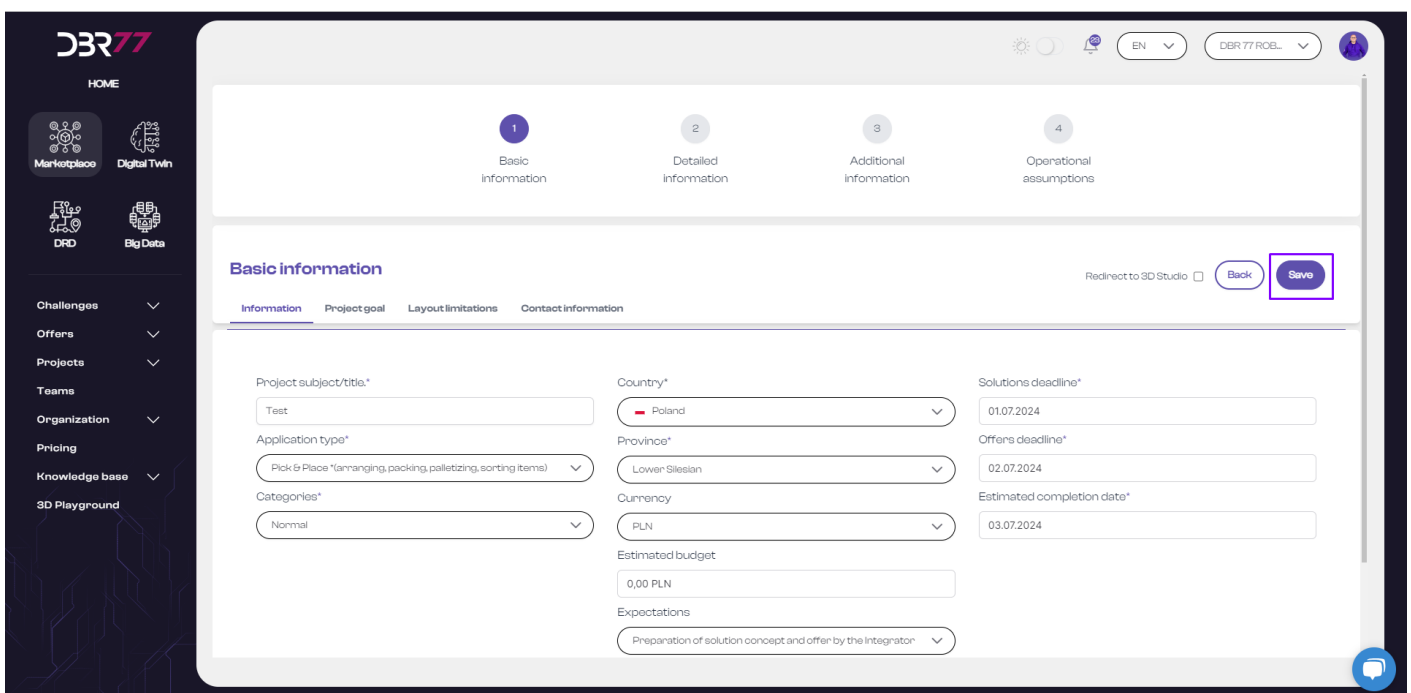 DBR77
HOME
Marketplace
Digital Twin
DRD
Big Data
Challenges
Offers
Projects
Teams
Organization
Pricing
Knowledge base
3D Playground
29
EN
DBR 77 ROB...
1
Basic
information
2
Detailed
information
3
Additional
information
4
Operational
assumptions
Basic information
Redirect to 3D Studio
Back
Save
Information Project goal Layout limitations Contact information
Project subject/title.*
Test
Application type*
Pick & Place *(arranging, packing, palletizing, sorting items)
Categories*
Normal
Country*
Poland
Province*
Lower Silesian
Currency
PLN
Estimated budget
0,00 PLN
Expectations
Preparation of solution concept and offer by the Integrator
Solutions deadline*
01.07.2024
Offers deadline*
02.07.2024
Estimated completion date*
03.07.2024